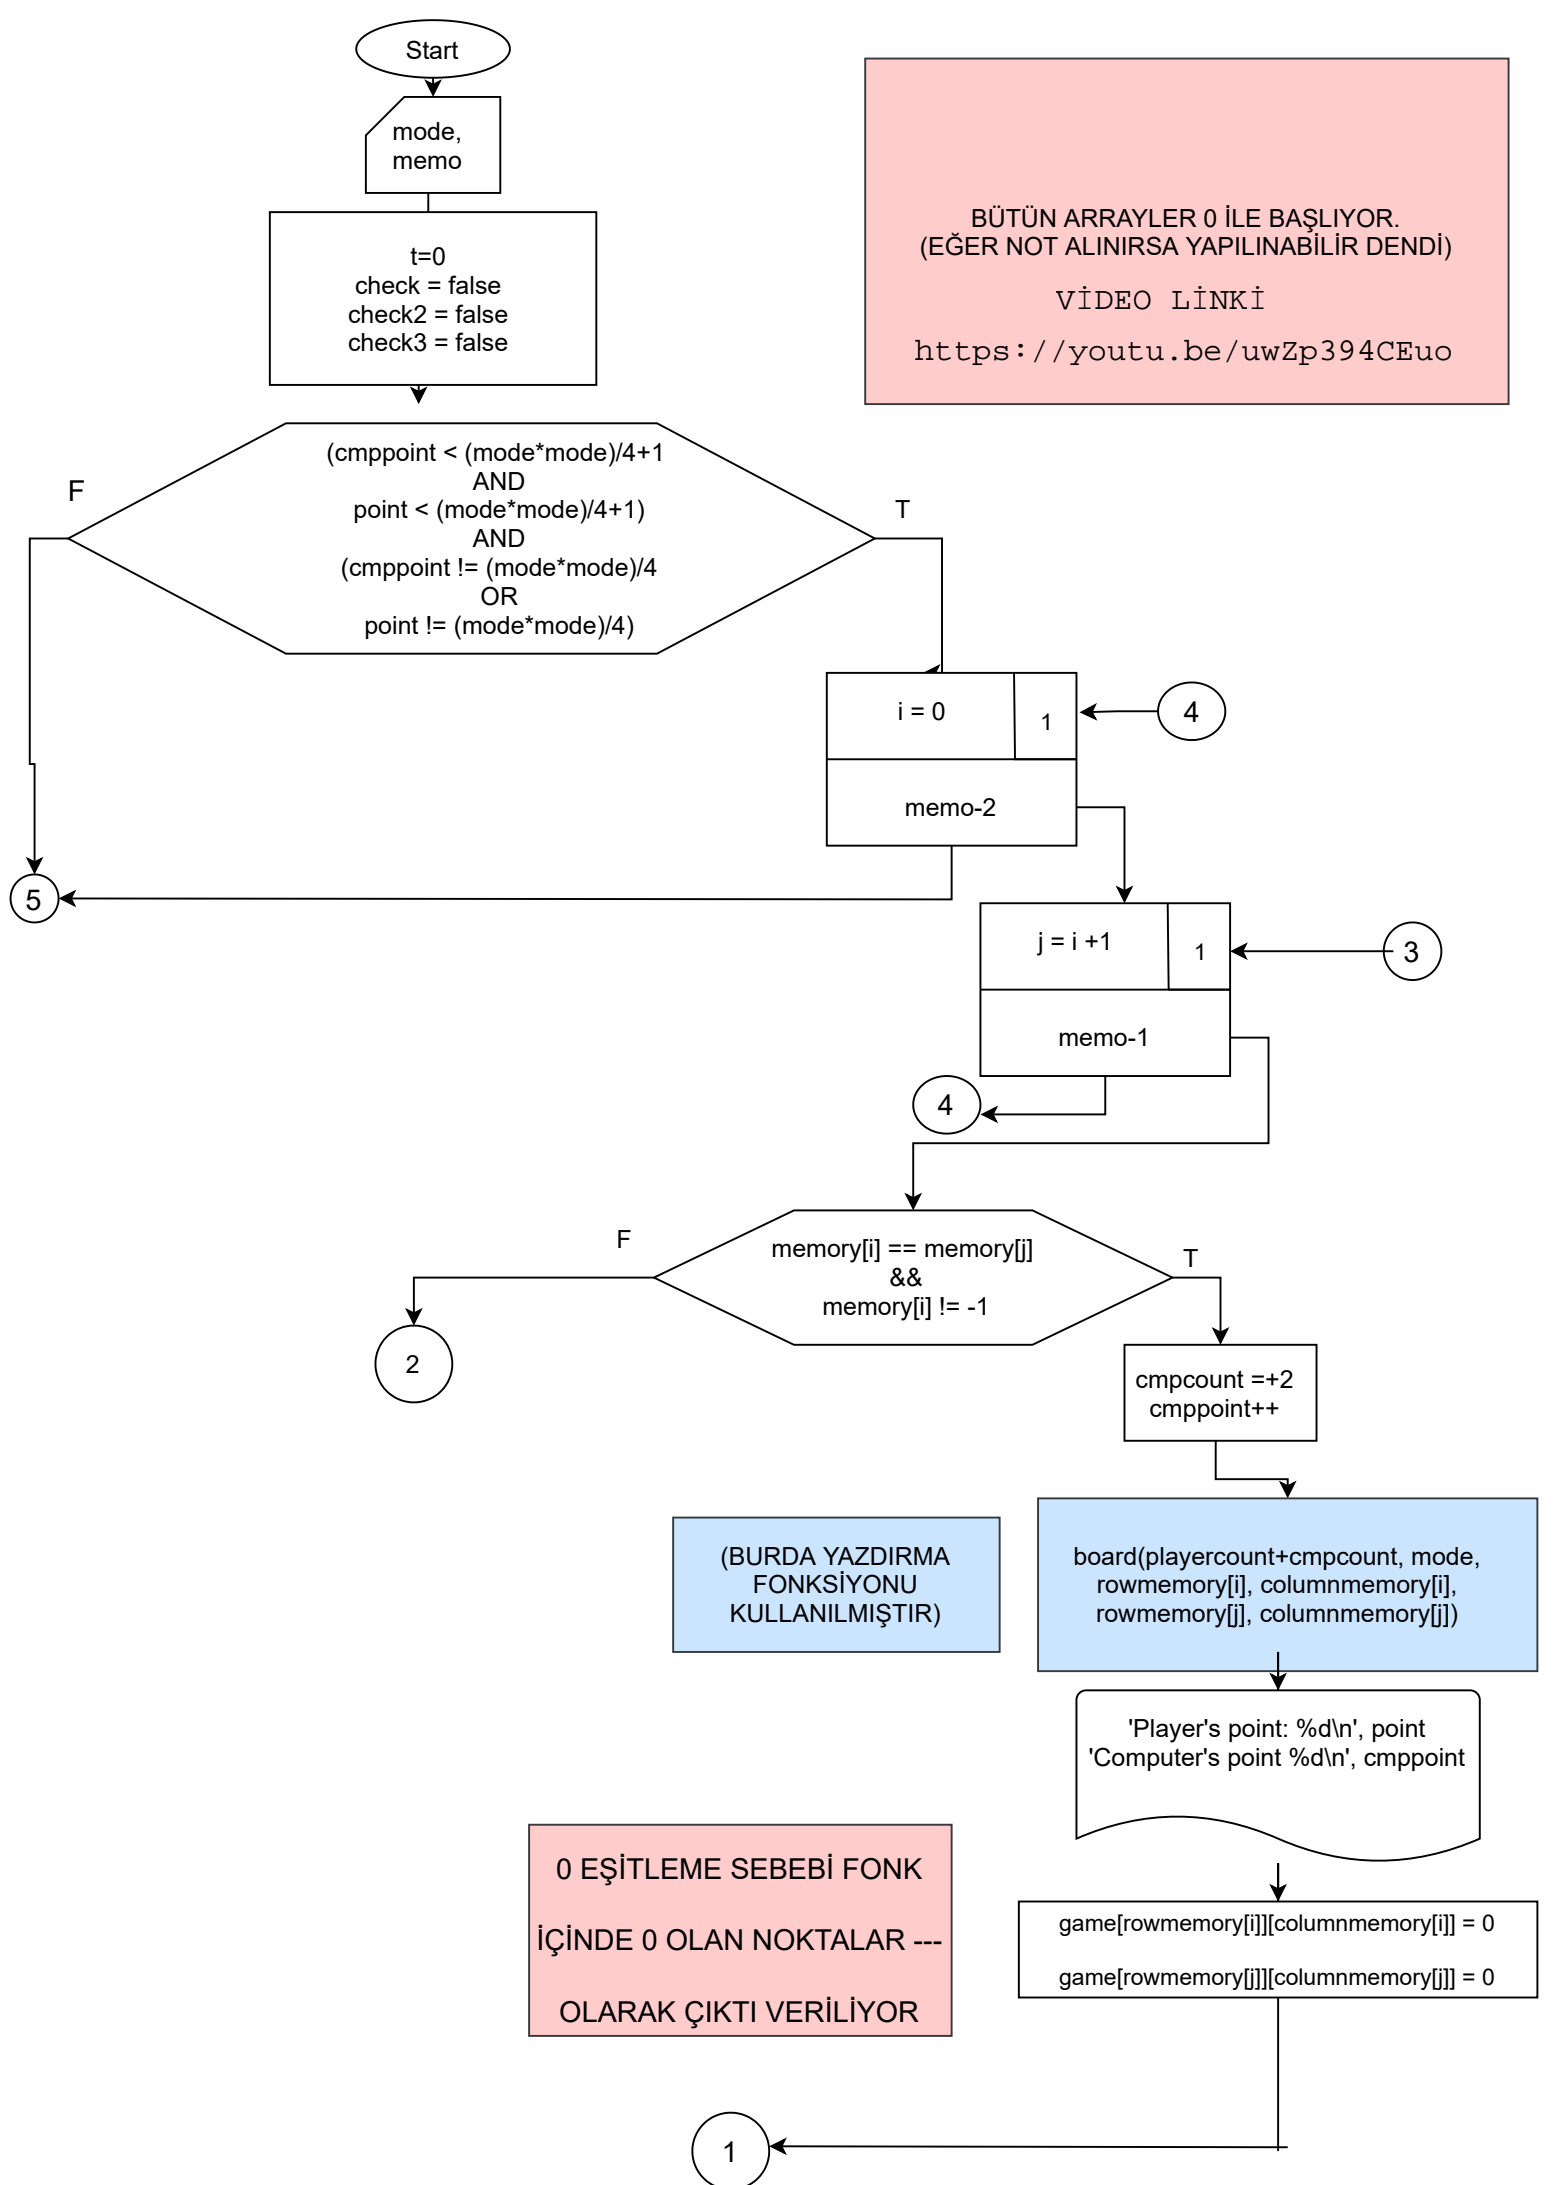 Start
mode,
memo
BÜTÜN ARRAYLER 0 İLE BAŞLIYOR.
(EĞER NOT ALINIRSA YAPILINABİLİR DENDİ)
VİDEO LİNKİ
https://youtu.be/uwZp394CEuo
t=0
check = false
check2 = false
check3 = false
F
(cmppoint < (mode*mode)/4+1
AND
point < (mode*mode)/4+1)
AND
(cmppoint != (mode*mode)/4
OR
point != (mode*mode)/4)
T
i = 0
1
4
memo-2
5
j = i +1
1
3
memo-1
4
F
memory[i] == memory[j]
&&
memory[i] != -1
T
2
cmpcount =+2
cmppoint++
(BURDA YAZDIRMA
FONKSİYONU
KULLANILMIŞTIR)
board(playercount+cmpcount, mode,
rowmemory[i], columnmemory[i],
rowmemory[j], columnmemory[j])
'Player's point: %d\n', point
'Computer's point %d\n', cmppoint
0 EŞİTLEME SEBEBİ FONK
İÇİNDE 0 OLAN NOKTALAR ---
OLARAK ÇIKTI VERİLİYOR
game[rowmemory[i]][columnmemory[i]] = 0
game[rowmemory[j]][columnmemory[j]] = 0
1